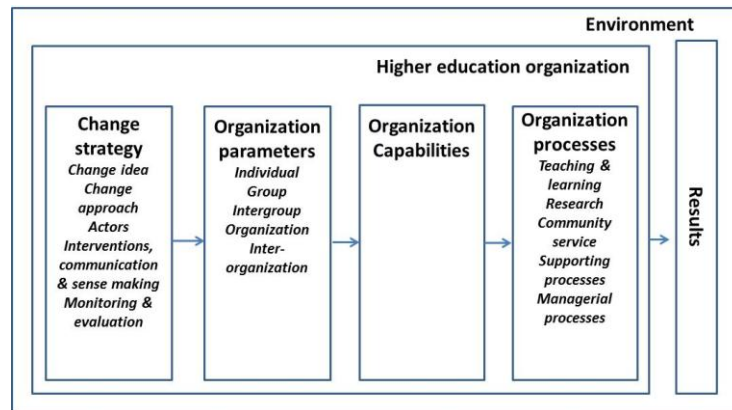 Environment
Higher education organization
Change
strategy
Change idea
Change
approach
Actors
Interventions,
communication
& sense making
Monitoring &
evaluation
Organization
parameters
Individual
Group
Intergroup
Organization
Inter-
organization
Organization
Capabilities
Organization
processes
Teaching &
learning
Research
Community
service
Supporting
processes
Managerial
processes
Results